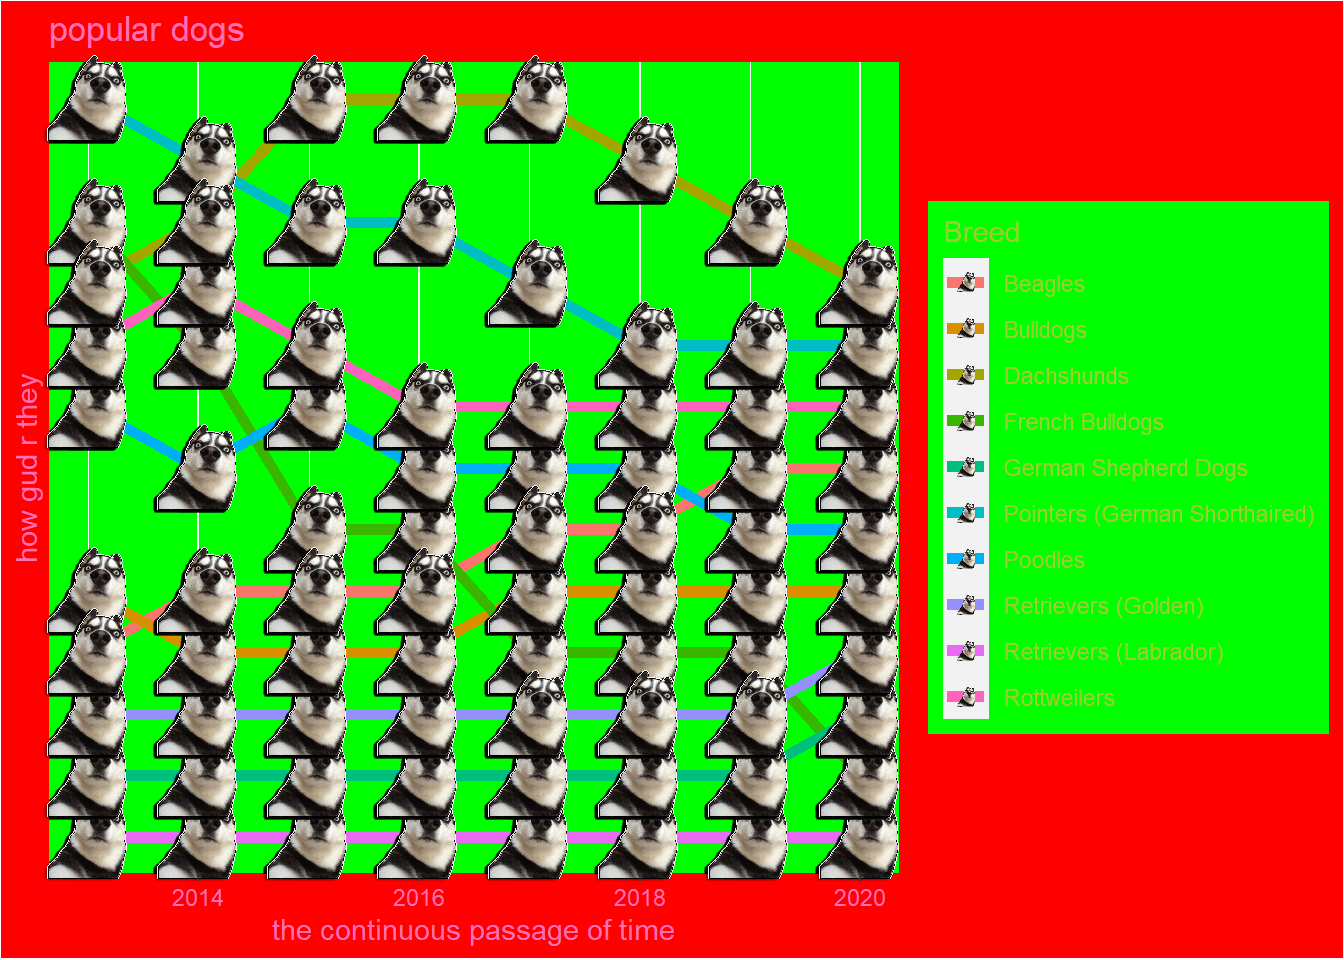 popular dogs
how gud r they
2014
2016
2018
2020
the continuous passage of time
Breed
Beagles
Bulldogs
Dachshunds
French Bulldogs
German Shepherd Dogs
Pointers (German Shorthaired)
Poodles
Retrievers (Golden)
Retrievers (Labrador)
Rottweilers